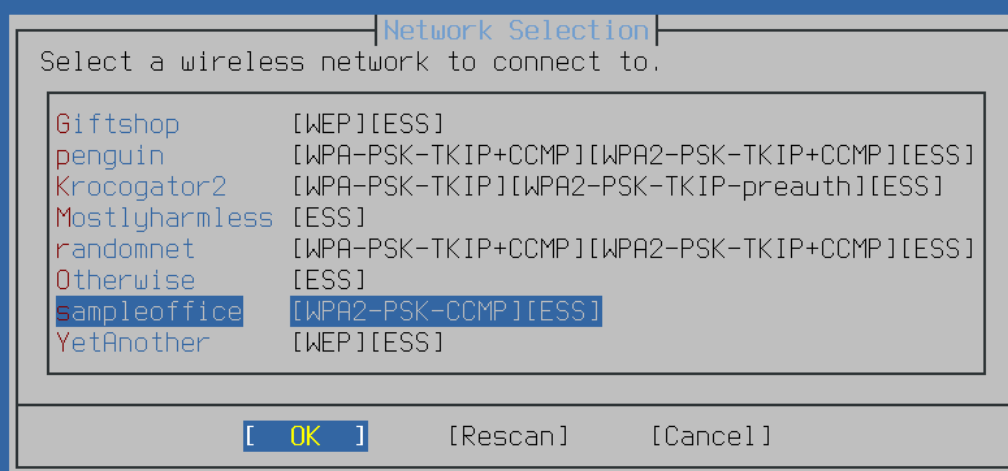 Network Selection
Select a wireless network to connect to.
Giftshop [WEP][ESS]
penguin [WPA-PSK-TKIP+CCMP][WPA2-PSK-TKIP+CCMP][ESS]
Krocogator2 [WPA-PSK-TKIP][WPA2-PSK-TKIP-preauth][ESS]
Mostlyharmless [ESS]
randomnet [WPA-PSK-TKIP+CCMP][WPA2-PSK-TKIP+CCMP][ESS]
Otherwise [ESS]
sampleoffice [WPA2-PSK-CCMP][ESS]
YetAnother [WEP][ESS]
[ OK ] [Rescan] [Cancel]